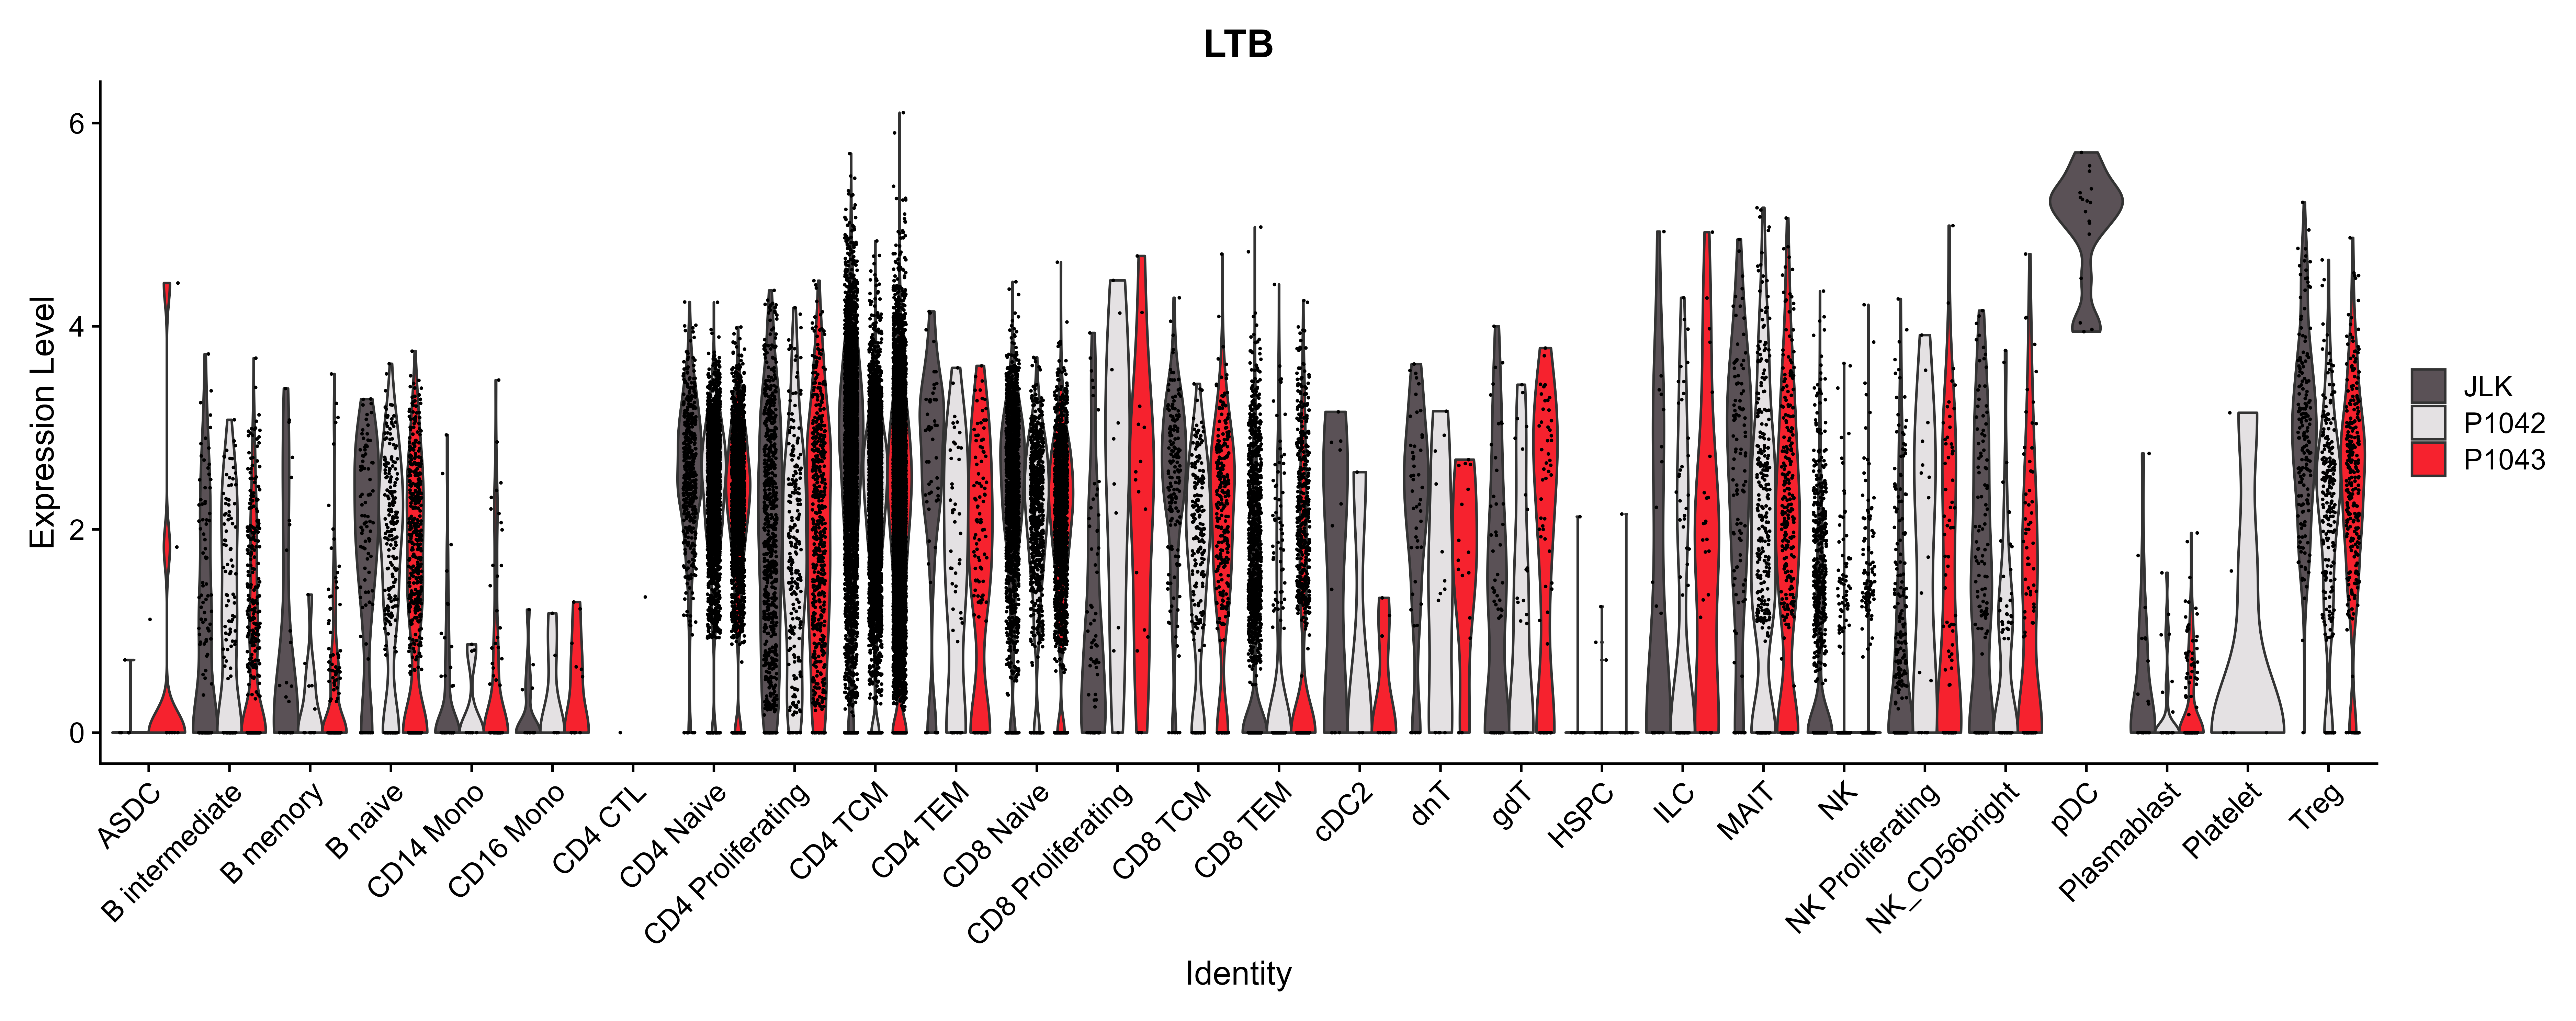 LTB
Expression Level
6
4
2
0
ASDC
B intermediate
B memory
B naive
CD14 Mono
CD16 Mono
CD4 CTL
CD4 Naive
CD4 Proliferating
CD4 TCM
CD4 TEM
CD8 Naive
CD8 Proliferating
CD8 TCM
CD8 TEM
cDC2
dnT
gdT
HSPC
ILC
MAIT
NK
NK Proliferating
NK_CD56bright
pDC
Plasmablast
Platelet
Treg
Identity
JLK
P1042
P1043